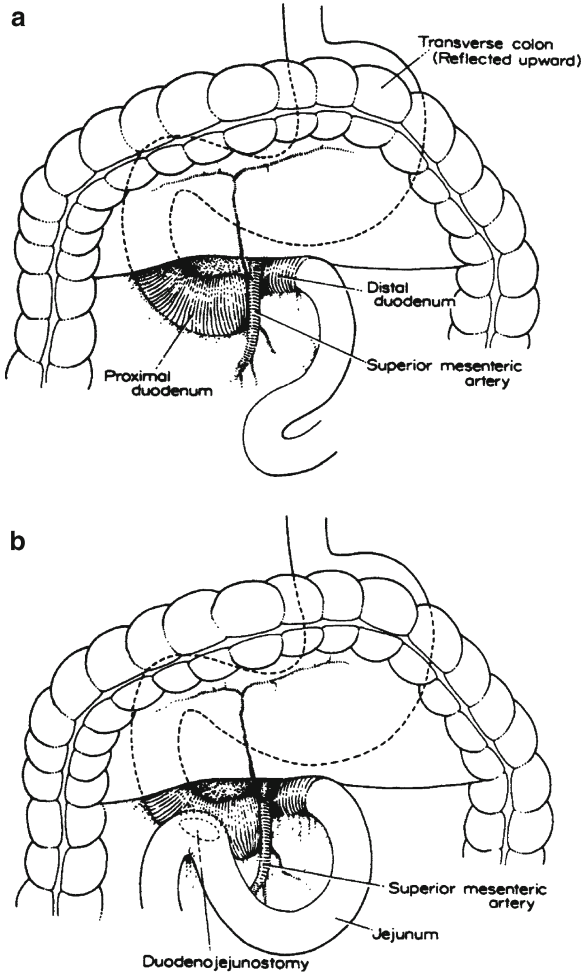 a
Transverse colon
(Reflected upward)
Distal
duodenum
Superior mesenteric
artery
Proximal
duodenum
b
Superior mesenteric
artery
Jejunum
Duodenojejunostomy